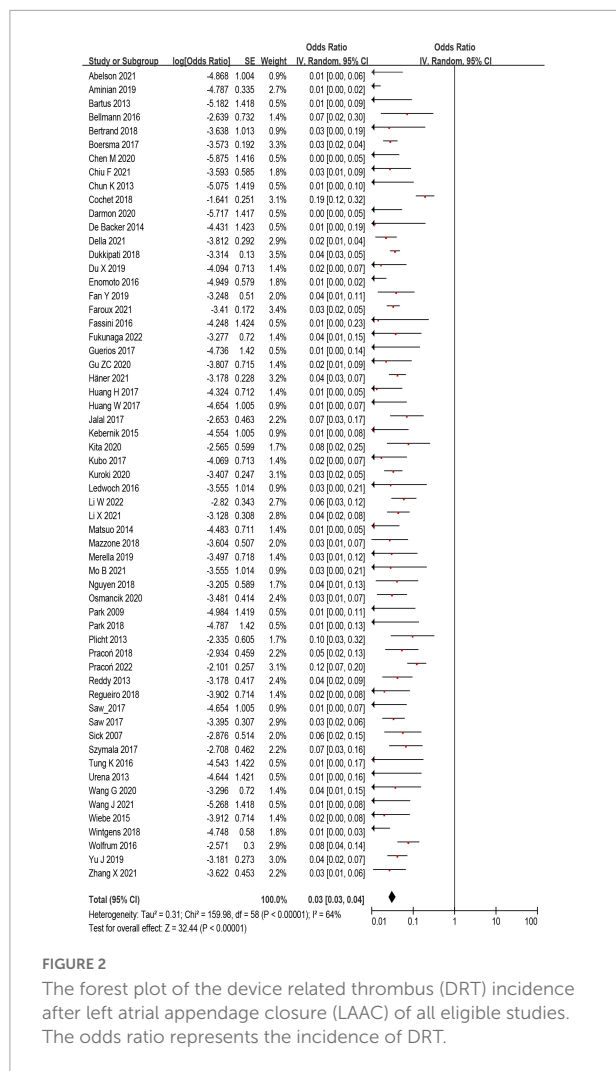 Odds Ratio Odds Ratio
Study or Subgroup log[Odds Ratio] SE Weight IV, Random, 95% CI IV, Random, 95% CI
Abelson 2021 -4.868 1.004 0.9% 0.01 [0.00, 0.06]
Aminian 2019 -4.787 0.335 2.7% 0.01 [0.00, 0.02]
Bartus 2013 -5.182 1.418 0.5% 0.01 [0.00, 0.09]
Bellmann 2016 -2.639 0.732 1.4% 0.07 [0.02, 0.30]
Bertrand 2018 -3.638 1.013 0.9% 0.03 [0.00, 0.19]
Boersma 2017 -3.573 0.192 3.3% 0.03 [0.02, 0.04]
Chen M 2020 -5.875 1.416 0.5% 0.00 [0.00, 0.05]
Chiu F 2021 -3.593 0.585 1.8% 0.03 [0.01, 0.09]
Chun K 2013 -5.075 1.419 0.5% 0.01 [0.00, 0.10]
Cochet 2018 -1.641 0.251 3.1% 0.19 [0.12, 0.32]
Darmon 2020 -5.717 1.417 0.5% 0.00 [0.00, 0.05]
De Backer 2014 -4.431 1.423 0.5% 0.01 [0.00, 0.19]
Della 2021 -3.812 0.292 2.9% 0.02 [0.01, 0.04]
Dukkipati 2018 -3.314 0.13 3.5% 0.04 [0.03, 0.05]
Du X 2019 -4.094 0.713 1.4% 0.02 [0.00, 0.07]
Enomoto 2016 -4.949 0.579 1.8% 0.01 [0.00, 0.02]
Fan Y 2019 -3.248 0.51 2.0% 0.04 [0.01, 0.11]
Faroux 2021 -3.41 0.172 3.4% 0.03 [0.02, 0.05]
Fassini 2016 -4.248 1.424 0.5% 0.01 [0.00, 0.23]
Fukunaga 2022 -3.277 0.72 1.4% 0.04 [0.01, 0.15]
Guerios 2017 -4.736 1.42 0.5% 0.01 [0.00, 0.14]
Gu ZC 2020 -3.807 0.715 1.4% 0.02 [0.01, 0.09]
Häner 2021 -3.178 0.228 3.2% 0.04 [0.03, 0.07]
Huang H 2017 -4.324 0.712 1.4% 0.01 [0.00, 0.05]
Huang W 2017 -4.654 1.005 0.9% 0.01 [0.00, 0.07]
Jalal 2017 -2.653 0.463 2.2% 0.07 [0.03, 0.17]
Kebernik 2015 -4.554 1.005 0.9% 0.01 [0.00, 0.08]
Kita 2020 -2.565 0.599 1.7% 0.08 [0.02, 0.25]
Kubo 2017 -4.069 0.713 1.4% 0.02 [0.00, 0.07]
Kuroki 2020 -3.407 0.247 3.1% 0.03 [0.02, 0.05]
Ledwoch 2016 -3.555 1.014 0.9% 0.03 [0.00, 0.21]
Li W 2022 -2.82 0.343 2.7% 0.06 [0.03, 0.12]
Li X 2021 -3.128 0.308 2.8% 0.04 [0.02, 0.08]
Matsuo 2014 -4.483 0.711 1.4% 0.01 [0.00, 0.05]
Mazzone 2018 -3.604 0.507 2.1% 0.03 [0.01, 0.07]
Merella 2019 -3.497 0.718 1.4% 0.03 [0.01, 0.12]
Mo B 2021 -3.555 1.014 0.9% 0.03 [0.00, 0.21]
Nguyen 2018 -3.205 0.589 1.8% 0.04 [0.01, 0.13]
Osmancik 2020 -3.481 0.414 2.4% 0.03 [0.01, 0.07]
Park 2009 -4.984 1.419 0.5% 0.01 [0.00, 0.11]
Park 2018 -4.787 1.42 0.5% 0.01 [0.00, 0.13]
Plicht 2013 -2.335 0.605 1.7% 0.10 [0.03, 0.32]
Pracoń 2018 -2.934 0.459 2.2% 0.05 [0.02, 0.13]
Pracoń 2022 -2.101 0.257 3.1% 0.12 [0.07, 0.20]
Reddy 2013 -3.178 0.417 2.4% 0.04 [0.02, 0.09]
Regueiro 2018 -3.902 0.714 1.4% 0.02 [0.00, 0.08]
Saw_2017 -4.654 1.005 0.9% 0.01 [0.00, 0.07]
Saw 2017 -3.395 0.307 2.8% 0.03 [0.02, 0.06]
Sick 2007 -2.876 0.514 2.0% 0.06 [0.02, 0.15]
Szymala 2017 -2.708 0.462 2.2% 0.07 [0.03, 0.16]
Tung K 2016 -4.543 1.422 0.5% 0.01 [0.00, 0.17]
Urena 2013 -4.644 1.421 0.5% 0.01 [0.00, 0.16]
Wang G 2020 -3.296 0.72 1.4% 0.04 [0.01, 0.15]
Wang J 2021 -5.268 1.418 0.5% 0.01 [0.00, 0.08]
Wiebe 2015 -3.912 0.714 1.4% 0.02 [0.00, 0.08]
Wintgens 2018 -4.748 0.58 1.8% 0.01 [0.00, 0.03]
Wolfrum 2016 -2.571 0.3 2.9% 0.08 [0.04, 0.14]
Yu J 2019 -3.181 0.273 3.0% 0.04 [0.02, 0.07]
Zhang X 2021 -3.622 0.453 2.2% 0.03 [0.01, 0.06]
Total (95% CI) 100.0% 0.03 [0.03, 0.04]
Heterogeneity: Tau² = 0.31; Chi² = 159.98, df = 58 (P < 0.00001); I² = 64%
Test for overall effect: Z = 32.44 (P < 0.00001)
0.01 0.1 1 10 100
FIGURE 2
The forest plot of the device related thrombus (DRT) incidence
after left atrial appendage closure (LAAC) of all eligible studies.
The odds ratio represents the incidence of DRT.